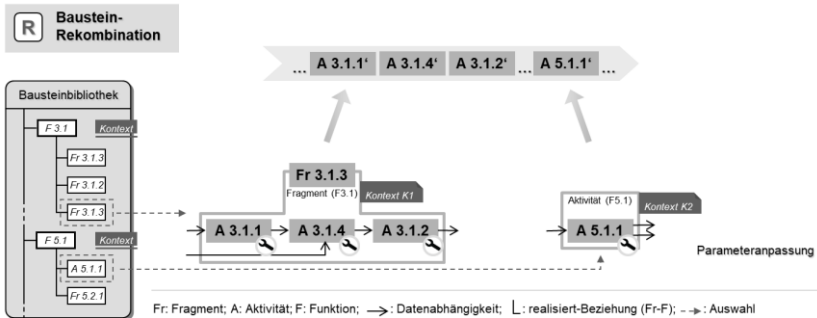 R
Baustein-
Rekombination
... A 3.1.1‘ A 3.1.4‘ A 3.1.2‘ ... A 5.1.1‘ ...
Bausteinbibliothek
F 3.1 Kontext
Fr 3.1.3
Fr 3.1.2
Fr 3.1.3
F 5.1 Kontext
A 5.1.1
Fr 5.2.1
Fr 3.1.3
Fragment (F3.1)
Kontext K1
A 3.1.1 A 3.1.4 A 3.1.2
Aktivität (F5.1)
Kontext K2
A 5.1.1
Parameteranpassung
Fr: Fragment; A: Aktivität; F: Funktion; : Datenabhängigkeit; : realisiert-Beziehung (Fr-F); : Auswahl